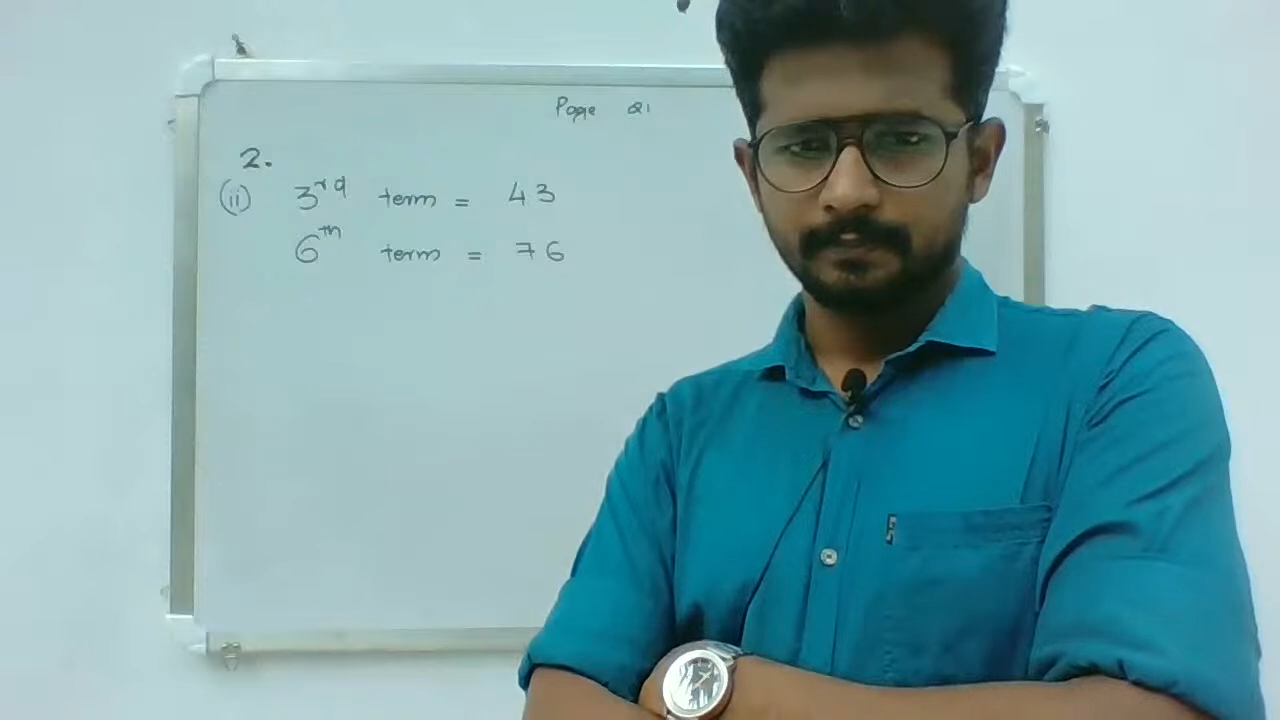 Page 21
2.
(ii) 3rd term = 43
6th term = 76